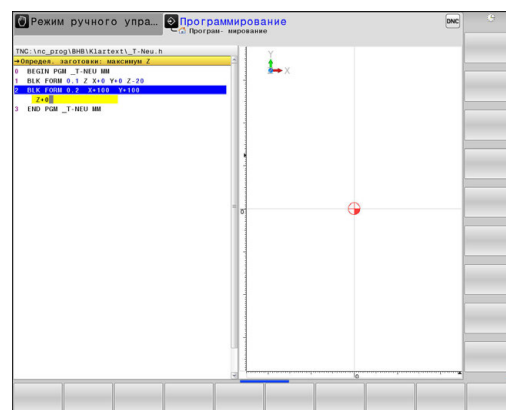 Режим ручного упра...
Программирование
Програм- мирование
DNC
TNC:\nc_prog\BHB\Klartext\_T-Neu.h
→Определ. заготовки: максимум Z
0 BEGIN PGM _T-NEU MM
1 BLK FORM 0.1 Z X+0 Y+0 Z-20
2 BLK FORM 0.2 X+100 Y+100
Z+0
3 END PGM _T-NEU MM
Y
X
0
0